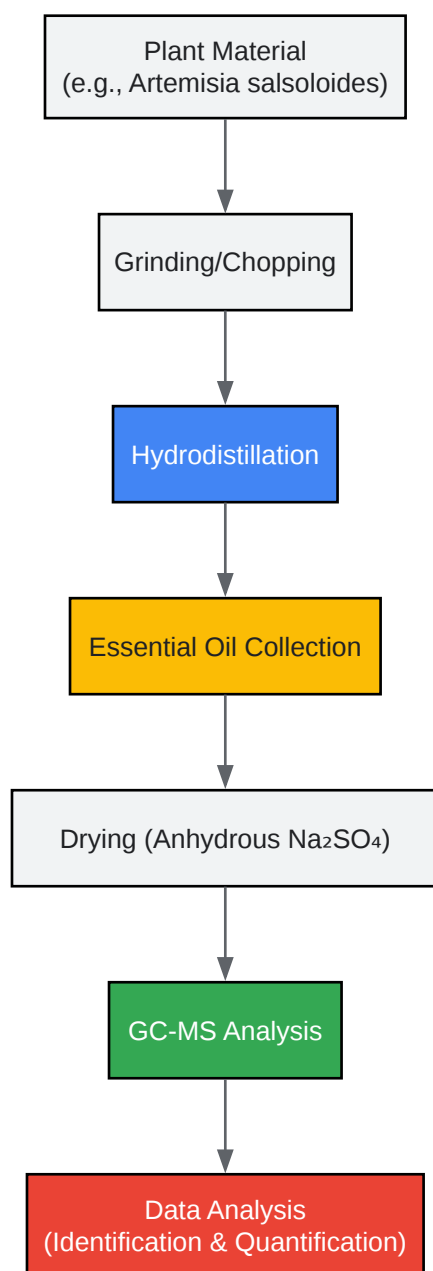 Plant Material
(e.g., Artemisia salsoloides)
Grinding/Chopping
Hydrodistillation
Essential Oil Collection
Drying (Anhydrous Na₂SO₄)
GC-MS Analysis
Data Analysis
(Identification & Quantification)